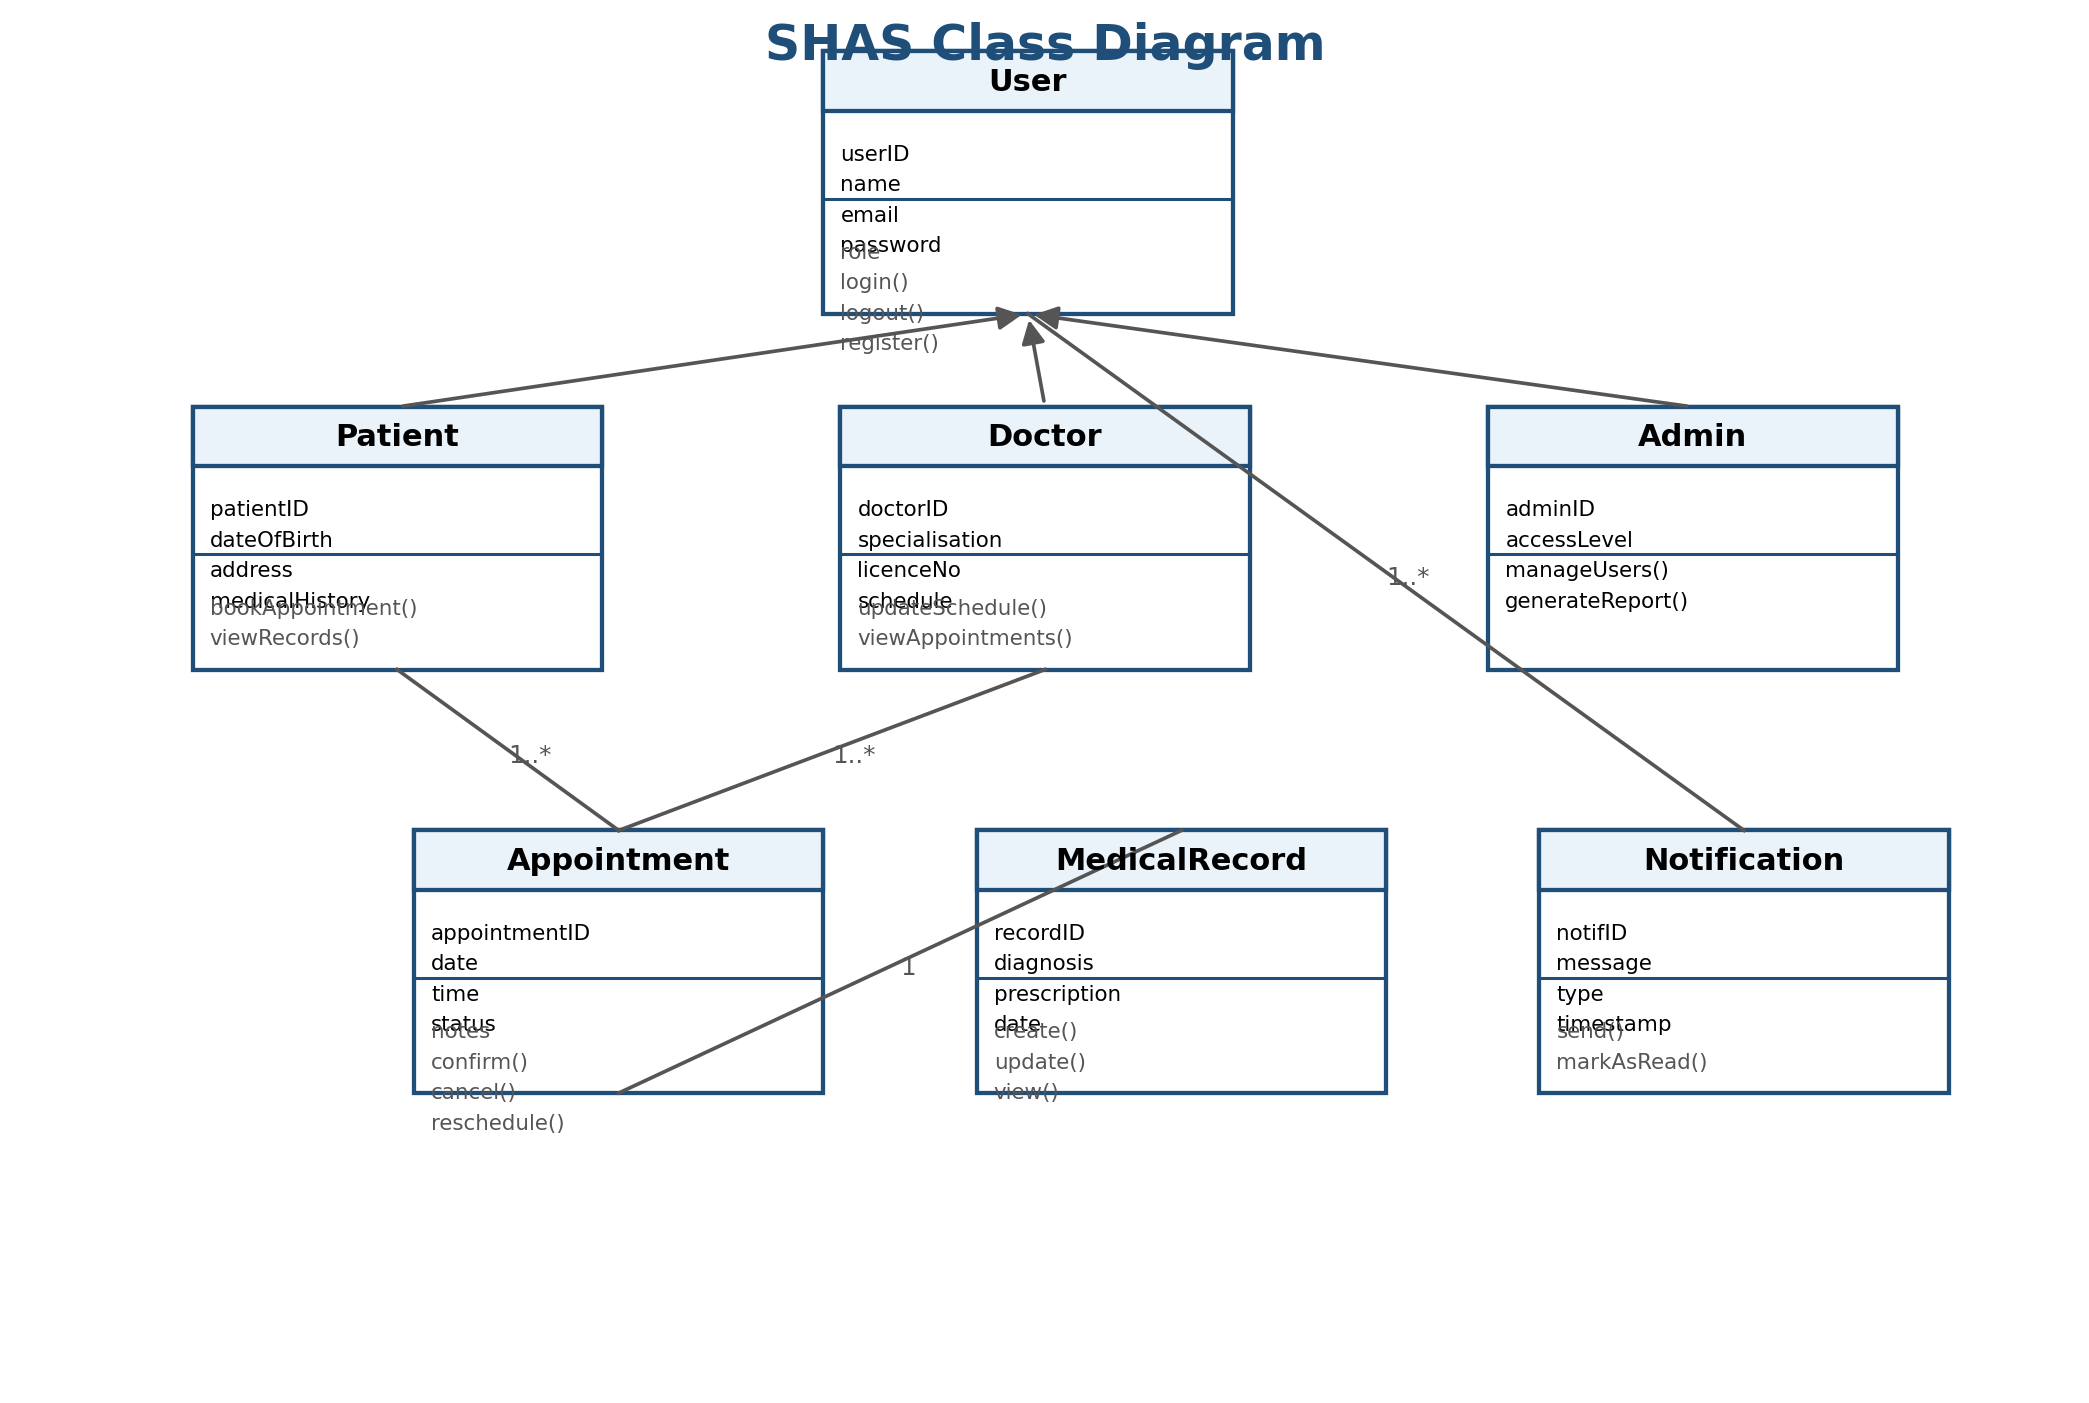 SHAS Class Diagram
User
userID
name
email
password
role
login()
logout()
register()
Patient
patientID
dateOfBirth
address
medicalHistory
bookAppointment()
viewRecords()
Doctor
doctorID
specialisation
licenceNo
schedule
updateSchedule()
viewAppointments()
Admin
adminID
accessLevel
manageUsers()
generateReport()
1..*
1..*
1..*
Appointment
appointmentID
date
time
status
notes
confirm()
cancel()
reschedule()
1
MedicalRecord
recordID
diagnosis
prescription
date
create()
update()
view()
Notification
notifID
message
type
timestamp
send()
markAsRead()